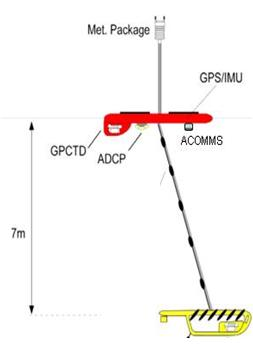 Met. Package
GPS/IMU
GPCTD
ADCP
ACOMMS
7m